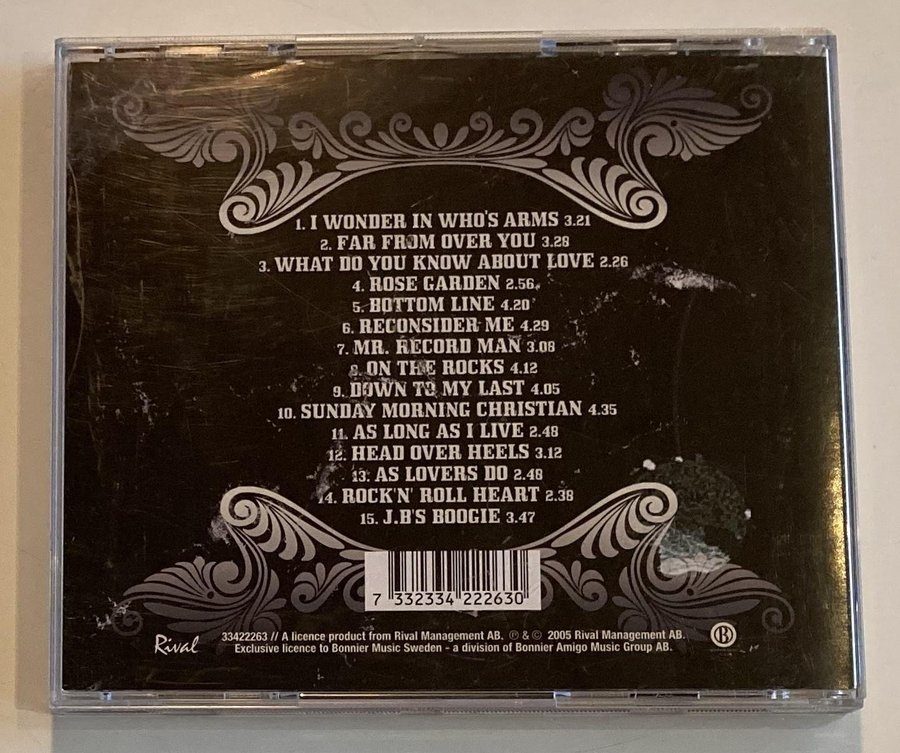 1. I WONDER IN WHO'S ARMS 3.21
2. FAR FROM OVER YOU 3.28
3. WHAT DO YOU KNOW ABOUT LOVE 2.26
4. ROSE GARDEN 2.56
5. BOTTOM LINE 4.20
6. RECONSIDER ME 4.29
7. MR. RECORD MAN 3.08
8. ON THE ROCKS 4.12
9. DOWN TO MY LAST 4.05
10. SUNDAY MORNING CHRISTIAN 4.35
11. AS LONG AS I LIVE 2.48
12. HEAD OVER HEELS 3.12
13. AS LOVERS DO 2.48
14. ROCK'N' ROLL HEART 2.38
15. J.B'S BOOGIE 3.47
7 332334 222630
Rival
33422263 // A licence product from Rival Management AB. ℗ & © 2005 Rival Management AB.
Exclusive licence to Bonnier Music Sweden - a division of Bonnier Amigo Music Group AB.
B